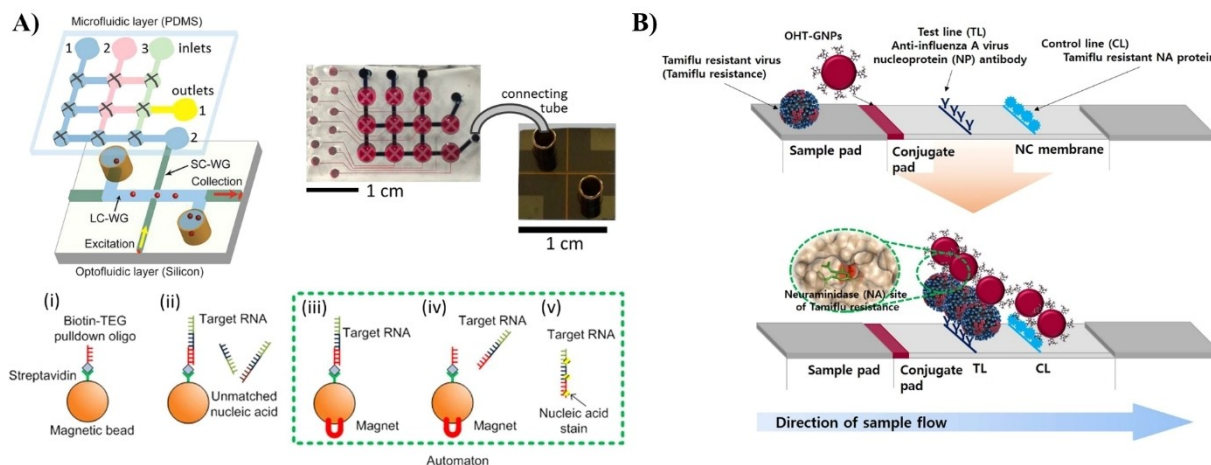 A)
Microfluidic layer (PDMS)
1 2 3 inlets
outlets
1
2
SC-WG
Collection
LC-WG
Excitation
Optofluidic layer (Silicon)
connecting
tube
1 cm
1 cm
(i)
Biotin-TEG
pulldown oligo
Streptavidin
Magnetic bead
(ii)
Target RNA
Unmatched
nucleic acid
(iii)
Target RNA
Magnet
(iv)
Target RNA
Magnet
(v)
Target RNA
Nucleic acid
stain
Automaton
B)
OHT-GNPs
Tamiflu resistant virus
(Tamiflu resistance)
Test line (TL)
Anti-influenza A virus
nucleoprotein (NP) antibody
Control line (CL)
Tamiflu resistant NA protein
Sample pad
Conjugate
pad
NC membrane
Neuraminidase (NA) site
of Tamiflu resistance
Sample pad
Conjugate
pad
TL
CL
Direction of sample flow